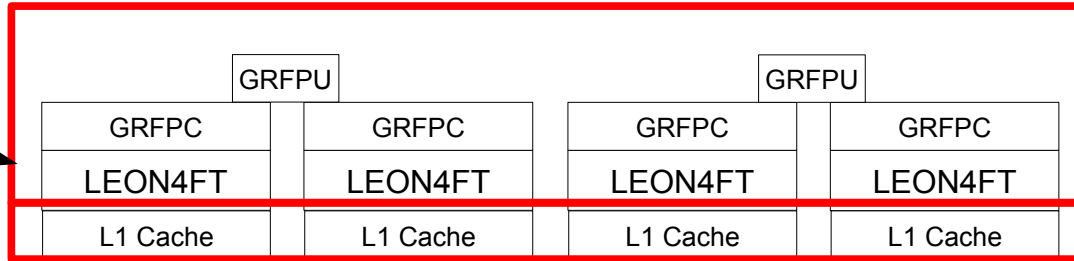 GRFPU GRFPU
GRFPC GRFPC GRFPC GRFPC
LEON4FT LEON4FT LEON4FT LEON4FT
L1 Cache L1 Cache L1 Cache L1 Cache